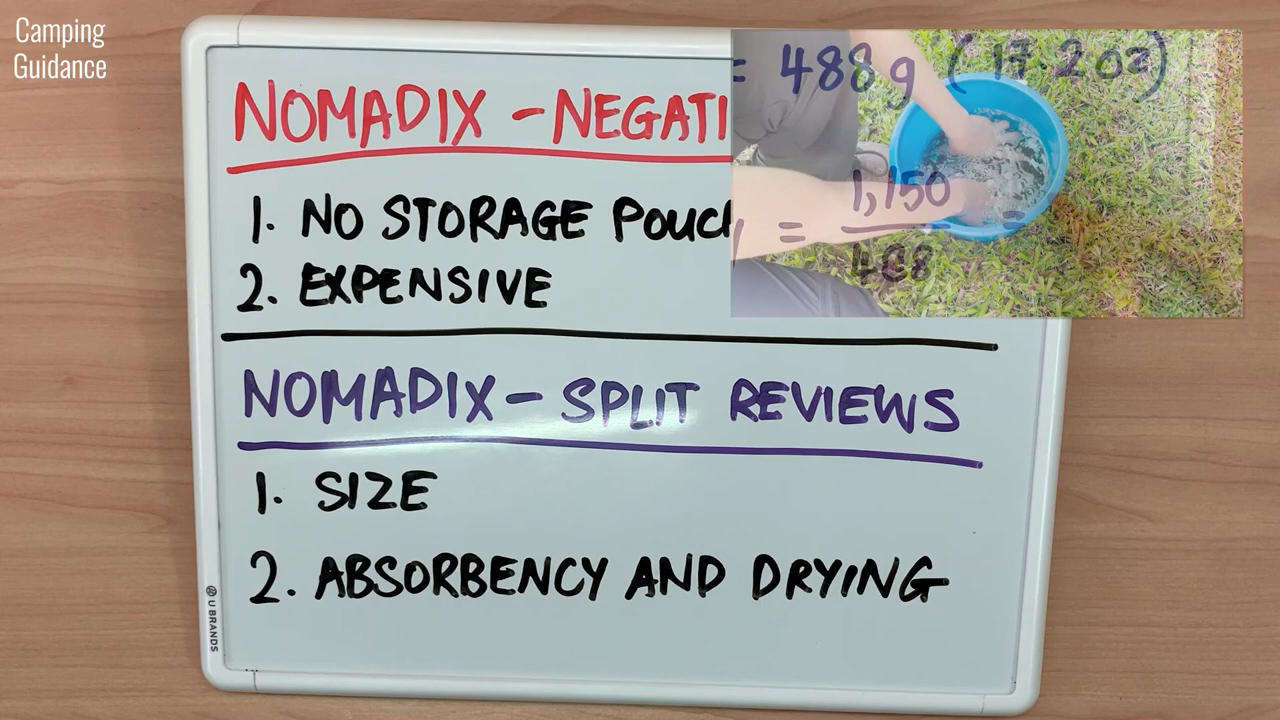 Camping
Guidance
NOMADIX - NEGATI
1. NO STORAGE POUCH
2. EXPENSIVE
NOMADIX - SPLIT REVIEWS
1. SIZE
2. ABSORBENCY AND DRYING
U BRANDS
= 488g (17.2oz)
= 1,150 =
488